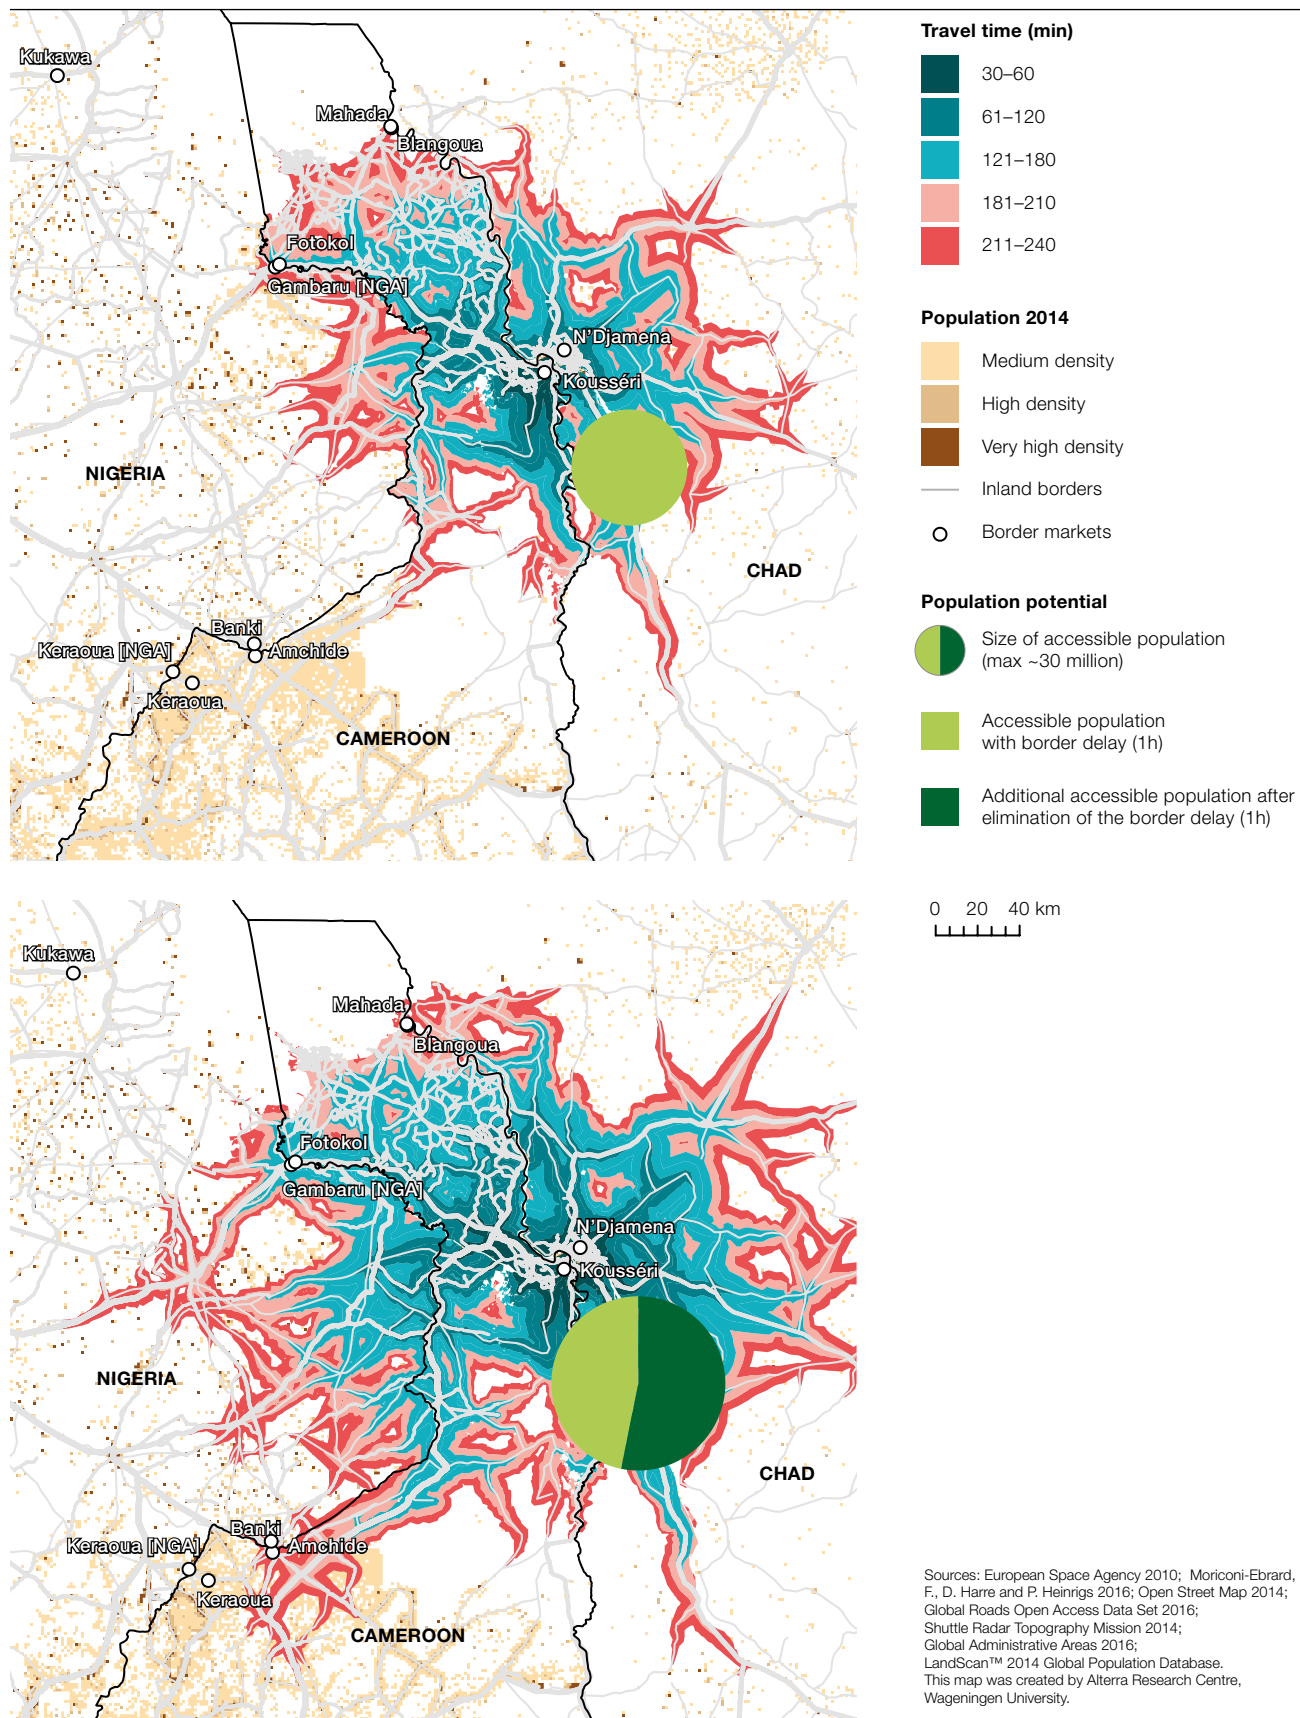 Kukawa
Mahada
Blangoua
Fotokol
Gambaru [NGA]
N'Djamena
Kousséri
NIGERIA
CHAD
Banki
Keraoua [NGA]
Amchide
Keraoua
CAMEROON
Travel time (min)
30–60
61–120
121–180
181–210
211–240
Population 2014
Medium density
High density
Very high density
Inland borders
Border markets
Population potential
Size of accessible population
(max ~30 million)
Accessible population
with border delay (1h)
Additional accessible population after
elimination of the border delay (1h)
0 20 40 km
Kukawa
Mahada
Blangoua
Fotokol
Gambaru [NGA]
N'Djamena
Kousséri
NIGERIA
CHAD
Banki
Keraoua [NGA]
Amchide
Keraoua
CAMEROON
Sources: European Space Agency 2010; Moriconi-Ebrard,
F., D. Harre and P. Heinrigs 2016; Open Street Map 2014;
Global Roads Open Access Data Set 2016;
Shuttle Radar Topography Mission 2014;
Global Administrative Areas 2016;
LandScan™ 2014 Global Population Database.
This map was created by Alterra Research Centre,
Wageningen University.